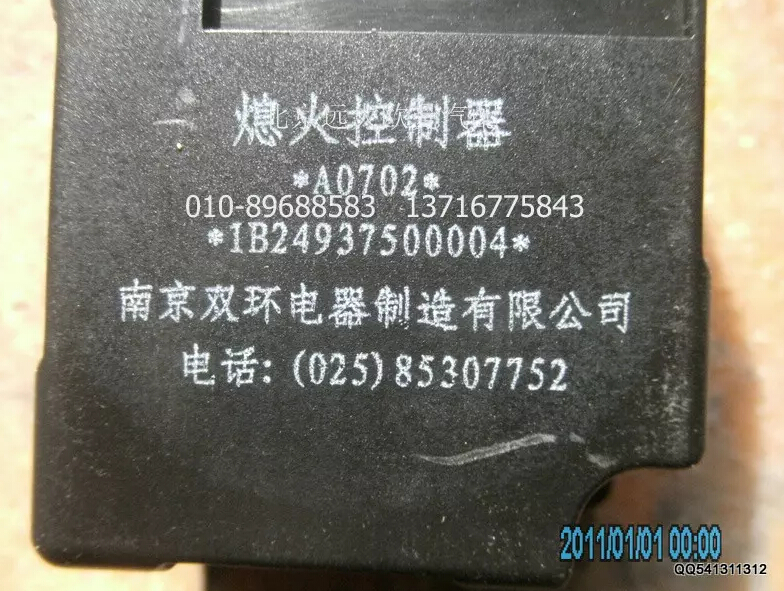 熄火控制器
*A0702*
010-89688583 13716775843
*1B24937500004*
南京双环电器制造有限公司
电话: (025) 85307752
2011/01/01 00:00
QQ541311312